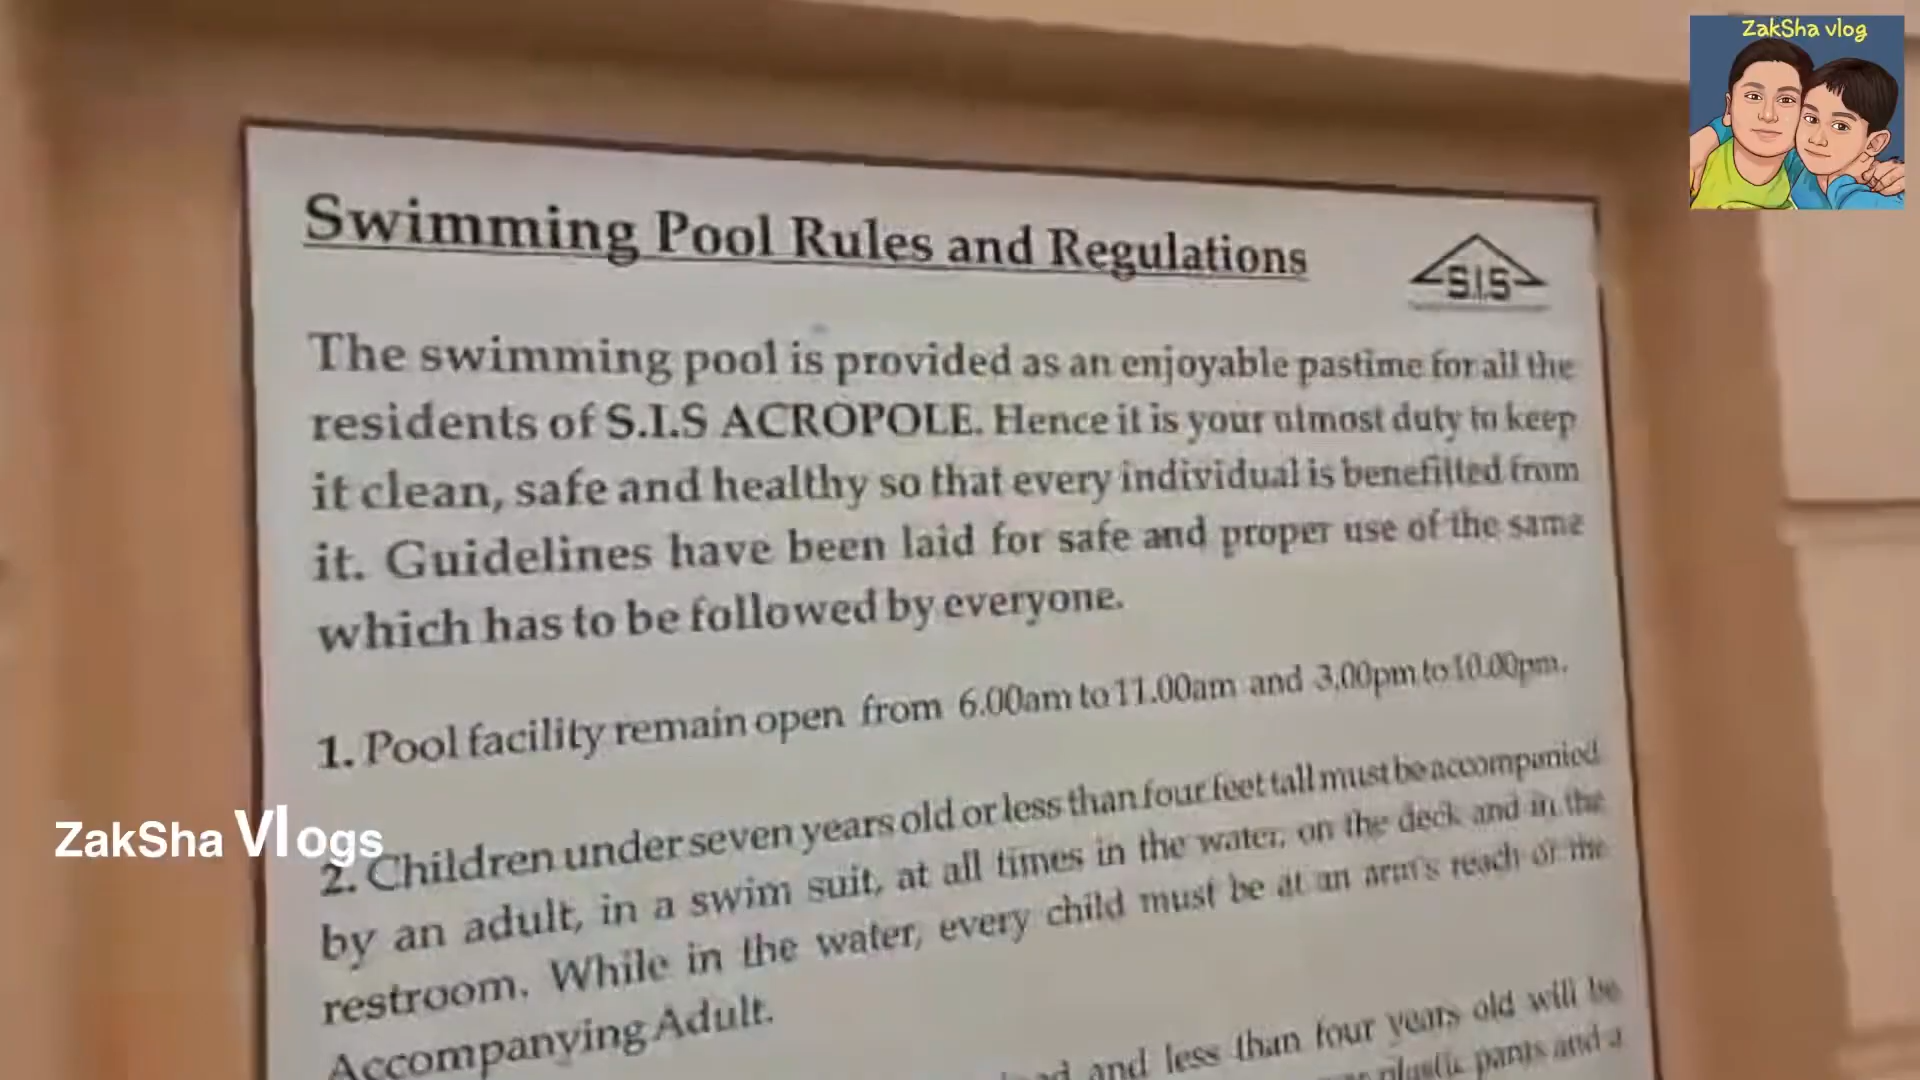 ZakSha vlog
Swimming Pool Rules and Regulations
S.I.S
The swimming pool is provided as an enjoyable pastime for all the
residents of S.I.S ACROPOLE. Hence it is your utmost duty to keep
it clean, safe and healthy so that every individual is benefitted from
it. Guidelines have been laid for safe and proper use of the same
which has to be followed by everyone.
1. Pool facility remain open from 6.00am to 11.00am and 3.00pm to 10.00pm.
2. Children under seven years old or less than four feet tall must be accompanied
by an adult, in a swim suit, at all times in the water, on the deck and in the
restroom. While in the water, every child must be at an arm's reach of the
Accompanying Adult.
and less than four years old will be
plastic pants and a
ZakSha Vlogs